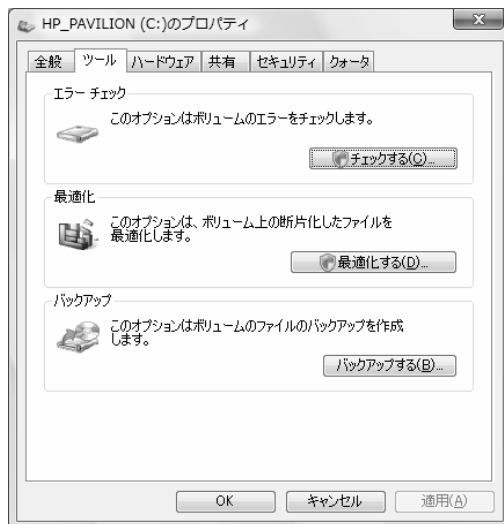 HP_PAVILION (C:)のプロパティ
全般 ツール ハードウェア 共有 セキュリティ クォータ
エラー チェック
このオプションはボリュームのエラーをチェックします。
チェックする(C)...
最適化
このオプションは、ボリューム上の断片化したファイルを
最適化します。
最適化する(D)...
バックアップ
このオプションはボリュームのファイルのバックアップを作成
します。
バックアップする(B)...
OK キャンセル 適用(A)